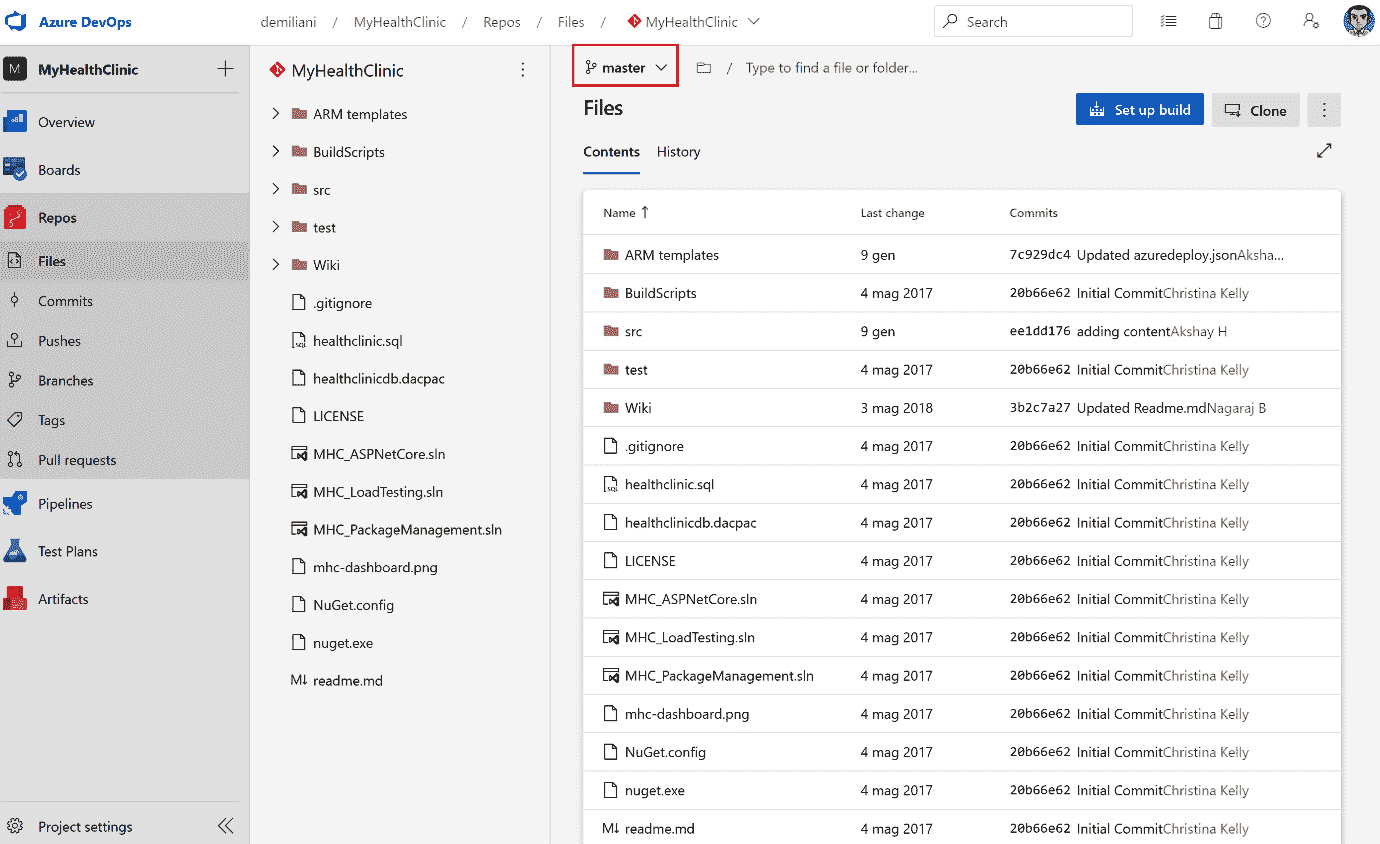 Azure DevOps
demiliani / MyHealthClinic / Repos / Files / MyHealthClinic
Search
M MyHealthClinic
Overview
Boards
Repos
Files
Commits
Pushes
Branches
Tags
Pull requests
Pipelines
Test Plans
Artifacts
Project settings
MyHealthClinic
ARM templates
BuildScripts
src
test
Wiki
.gitignore
healthclinic.sql
healthclinicdb.dacpac
LICENSE
MHC_ASPNetCore.sln
MHC_LoadTesting.sln
MHC_PackageManagement.sln
mhc-dashboard.png
NuGet.config
nuget.exe
M↓ readme.md
master / Type to find a file or folder...
Files
Set up build
Clone
Contents History
Name ↑ Last change Commits
ARM templates 9 gen 7c929dc4 Updated azuredeploy.jsonAksha...
BuildScripts 4 mag 2017 20b66e62 Initial CommitChristina Kelly
src 9 gen ee1dd176 adding contentAkshay H
test 4 mag 2017 20b66e62 Initial CommitChristina Kelly
Wiki 3 mag 2018 3b2c7a27 Updated Readme.mdNagaraj B
.gitignore 4 mag 2017 20b66e62 Initial CommitChristina Kelly
healthclinic.sql 4 mag 2017 20b66e62 Initial CommitChristina Kelly
healthclinicdb.dacpac 4 mag 2017 20b66e62 Initial CommitChristina Kelly
LICENSE 4 mag 2017 20b66e62 Initial CommitChristina Kelly
MHC_ASPNetCore.sln 4 mag 2017 20b66e62 Initial CommitChristina Kelly
MHC_LoadTesting.sln 4 mag 2017 20b66e62 Initial CommitChristina Kelly
MHC_PackageManagement.sln 4 mag 2017 20b66e62 Initial CommitChristina Kelly
mhc-dashboard.png 4 mag 2017 20b66e62 Initial CommitChristina Kelly
NuGet.config 4 mag 2017 20b66e62 Initial CommitChristina Kelly
nuget.exe 4 mag 2017 20b66e62 Initial CommitChristina Kelly
M↓ readme.md 4 mag 2017 20b66e62 Initial CommitChristina Kelly